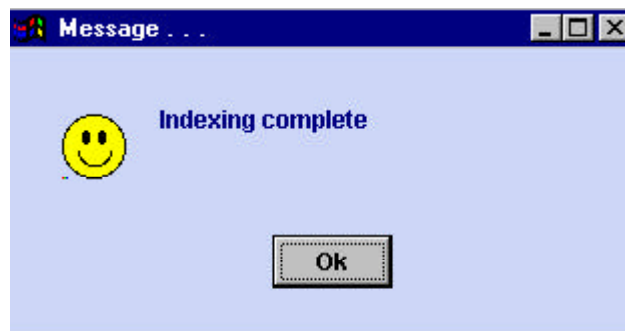 Message . . .
Indexing complete
Ok